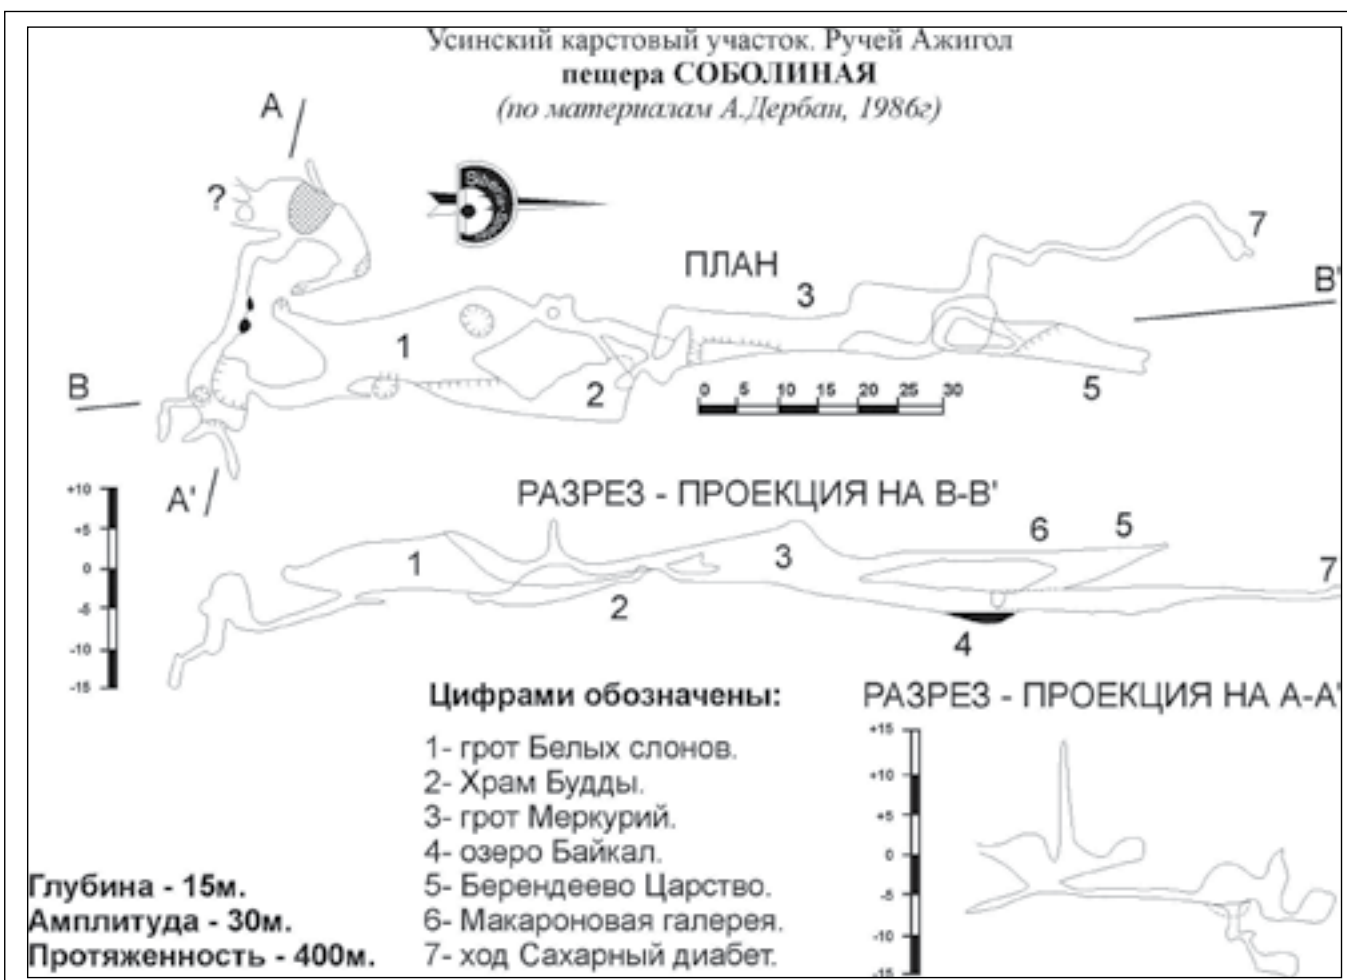 Усинский карстовый участок. Ручей Ажигол
пещера СОБОЛИНАЯ
(по материалам А.Дербан, 1986г)
А
?
7
ПЛАН
В'
3
1
В
2
0 5 10 15 20 25 30
5
А'
РАЗРЕЗ - ПРОЕКЦИЯ НА В-В'
+10
+5
0
-5
-10
-15
1
2
3
6
5
7
4
Цифрами обозначены:
1- грот Белых слонов.
2- Храм Будды.
3- грот Меркурий.
4- озеро Байкал.
5- Берендеево Царство.
6- Макароновая галерея.
7- ход Сахарный диабет.
РАЗРЕЗ - ПРОЕКЦИЯ НА А-А'
+15
+10
+5
0
-5
-10
-15
Глубина - 15м.
Амплитуда - 30м.
Протяженность - 400м.